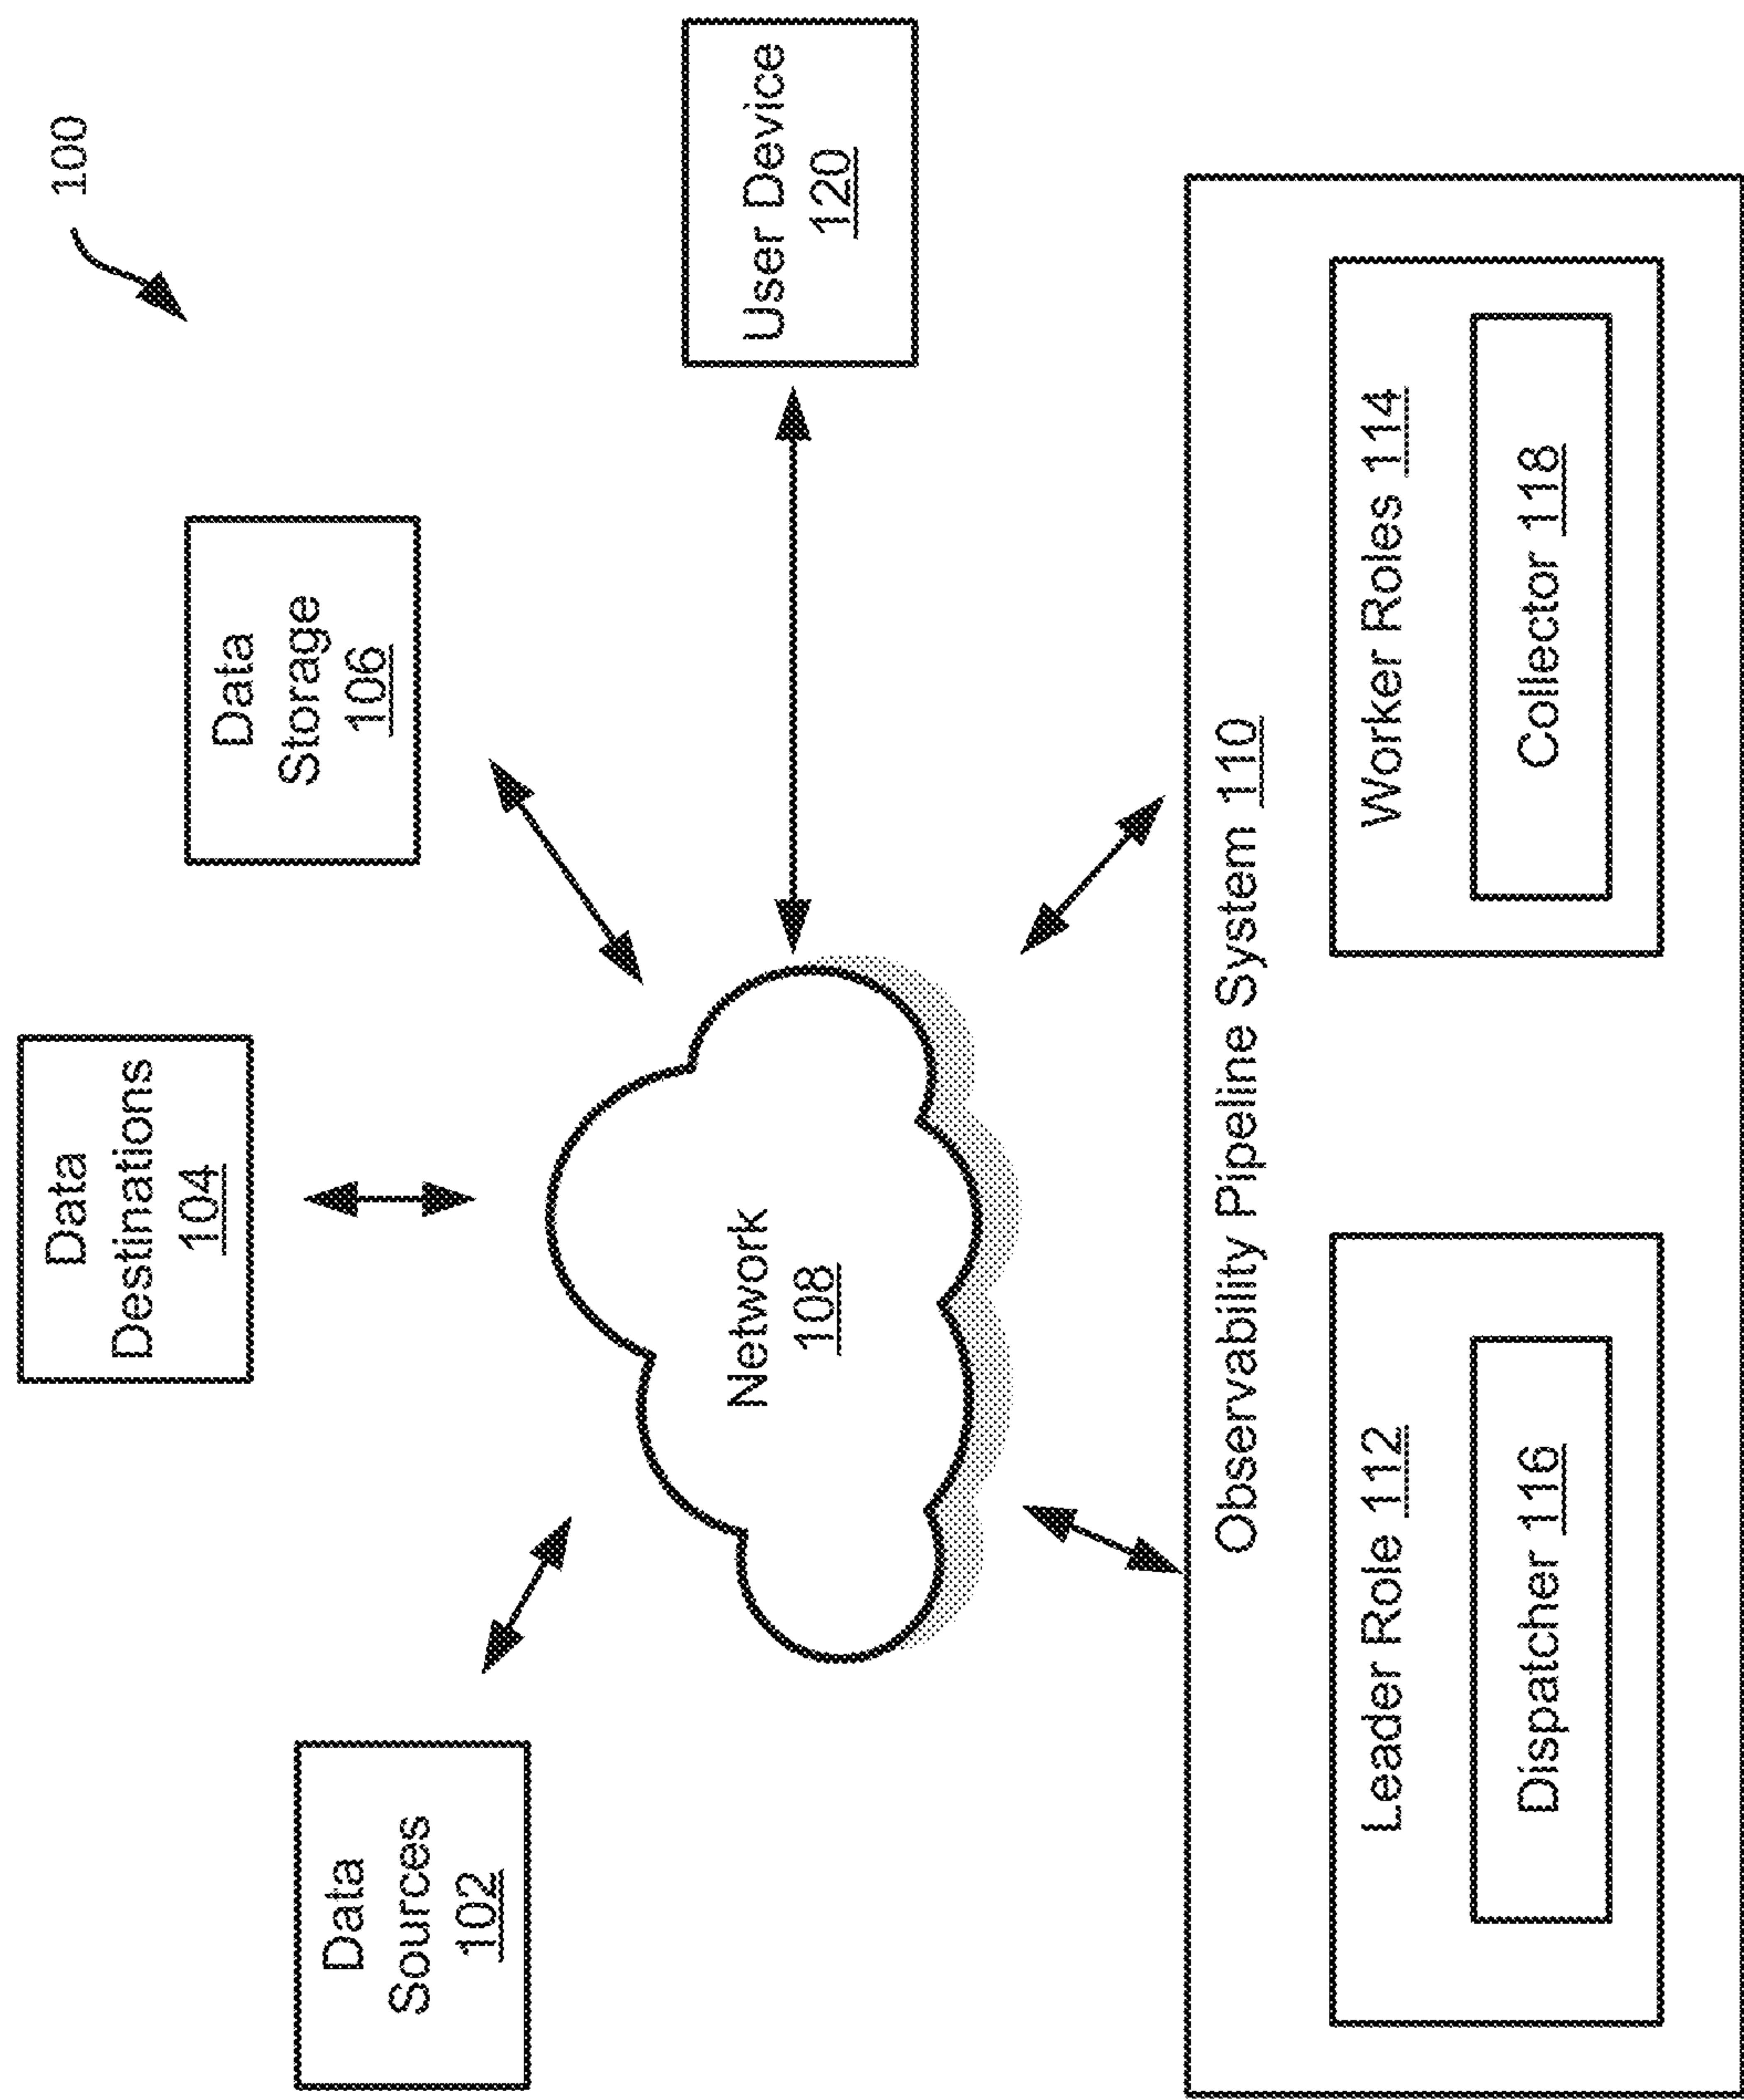 100
Data
Destinations
104
Data
Storage
106
Data
Sources
102
Network
108
User Device
120
Observability Pipeline System 110
Leader Role 112
Dispatcher 116
Worker Roles 114
Collector 118